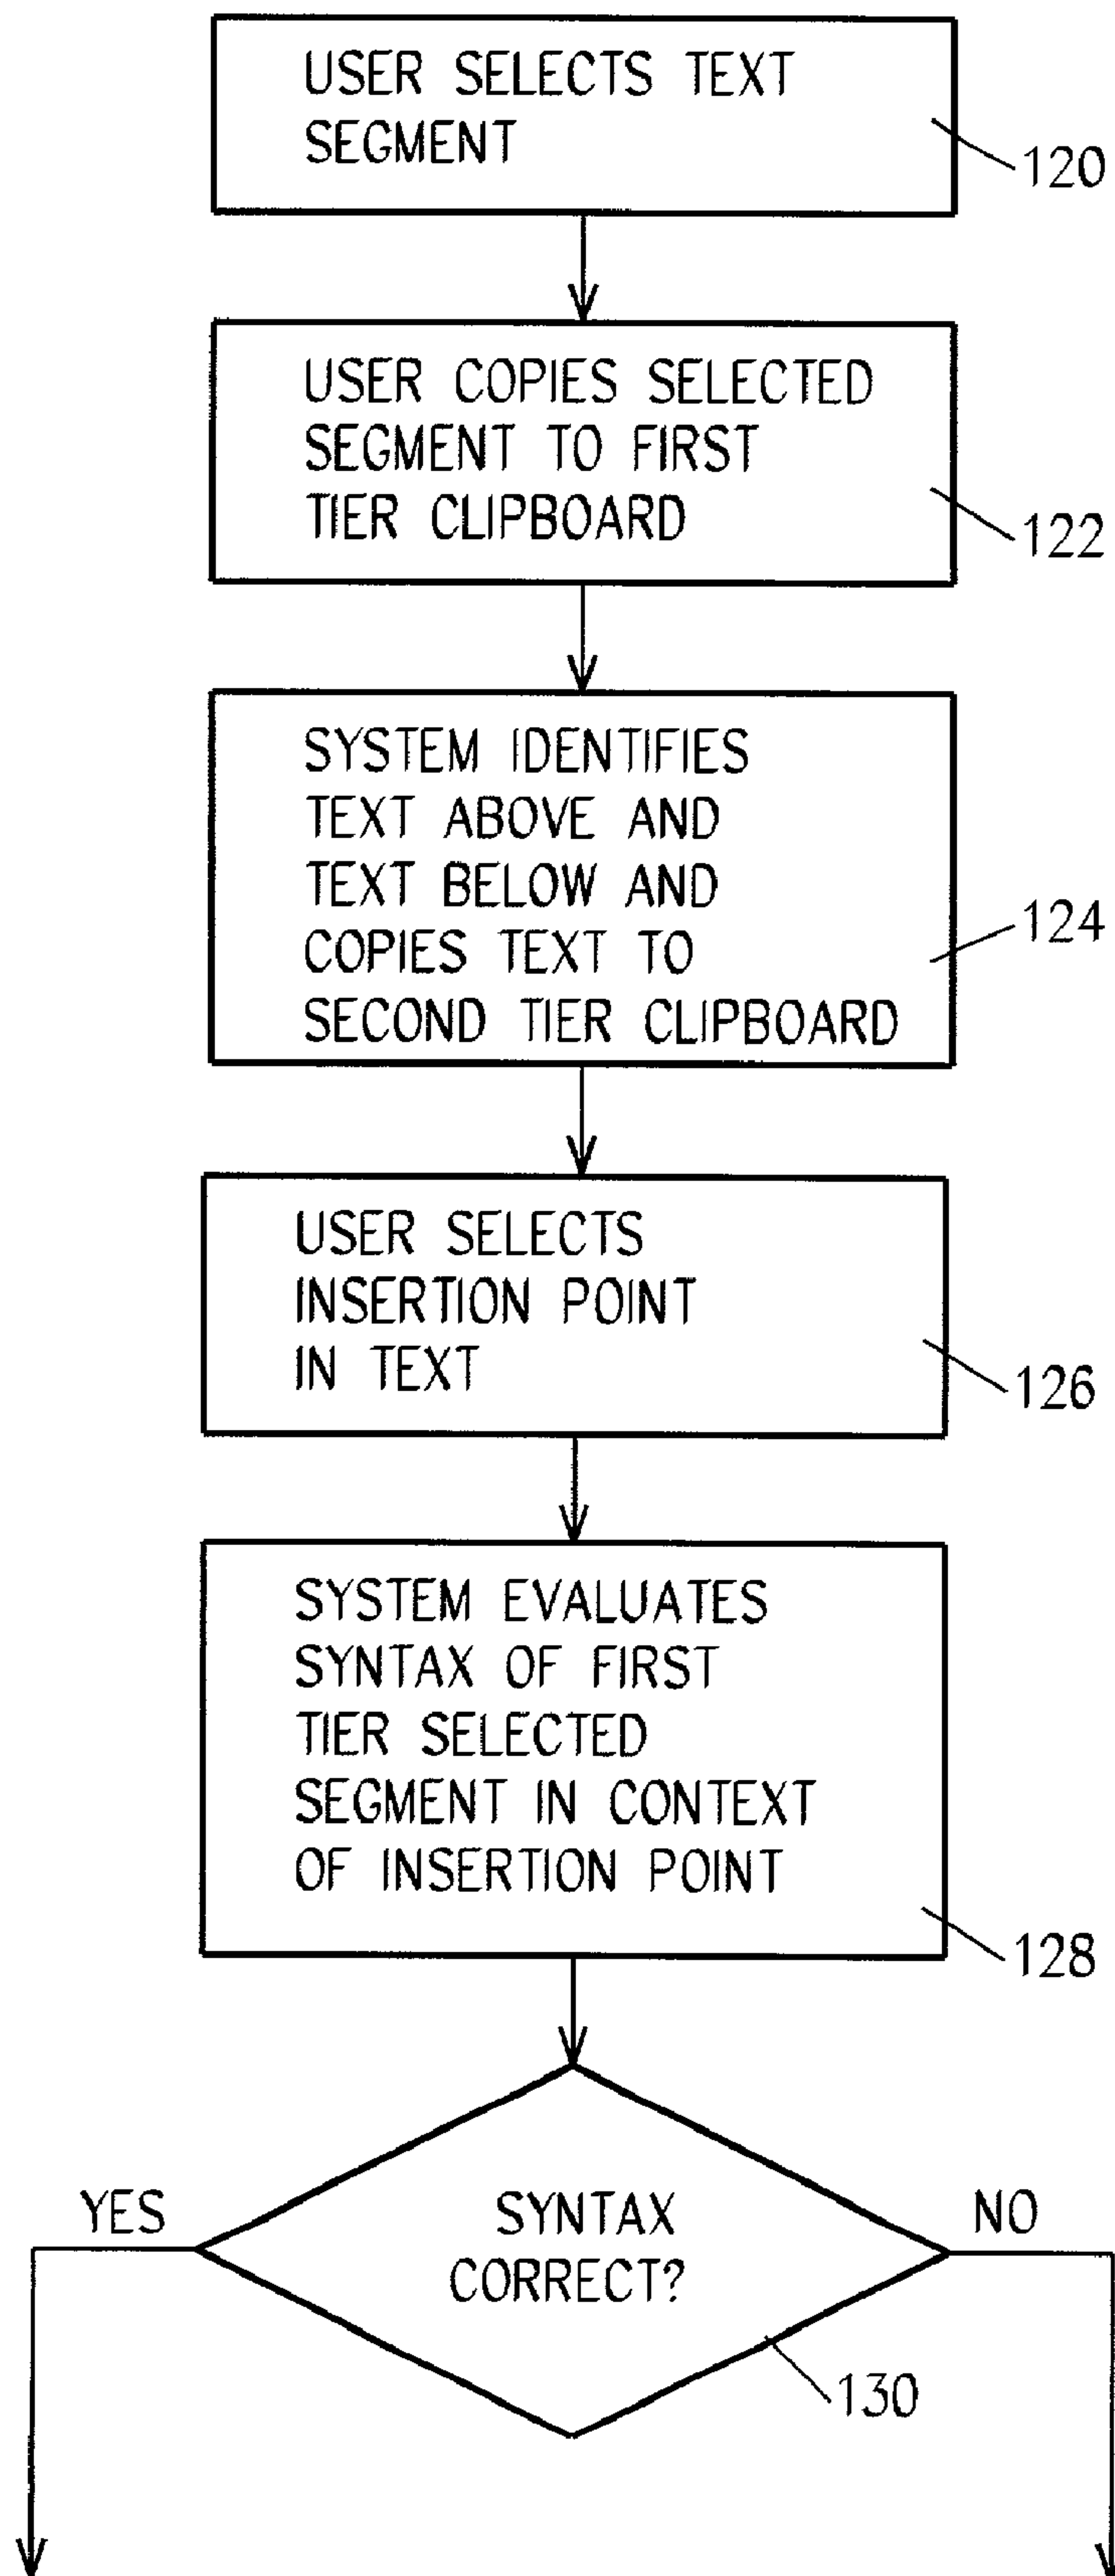 USER SELECTS TEXT
SEGMENT
120
USER COPIES SELECTED
SEGMENT TO FIRST
TIER CLIPBOARD
122
SYSTEM IDENTIFIES
TEXT ABOVE AND
TEXT BELOW AND
COPIES TEXT TO
SECOND TIER CLIPBOARD
124
USER SELECTS
INSERTION POINT
IN TEXT
126
SYSTEM EVALUATES
SYNTAX OF FIRST
TIER SELECTED
SEGMENT IN CONTEXT
OF INSERTION POINT
128
YES
SYNTAX
CORRECT?
NO
130